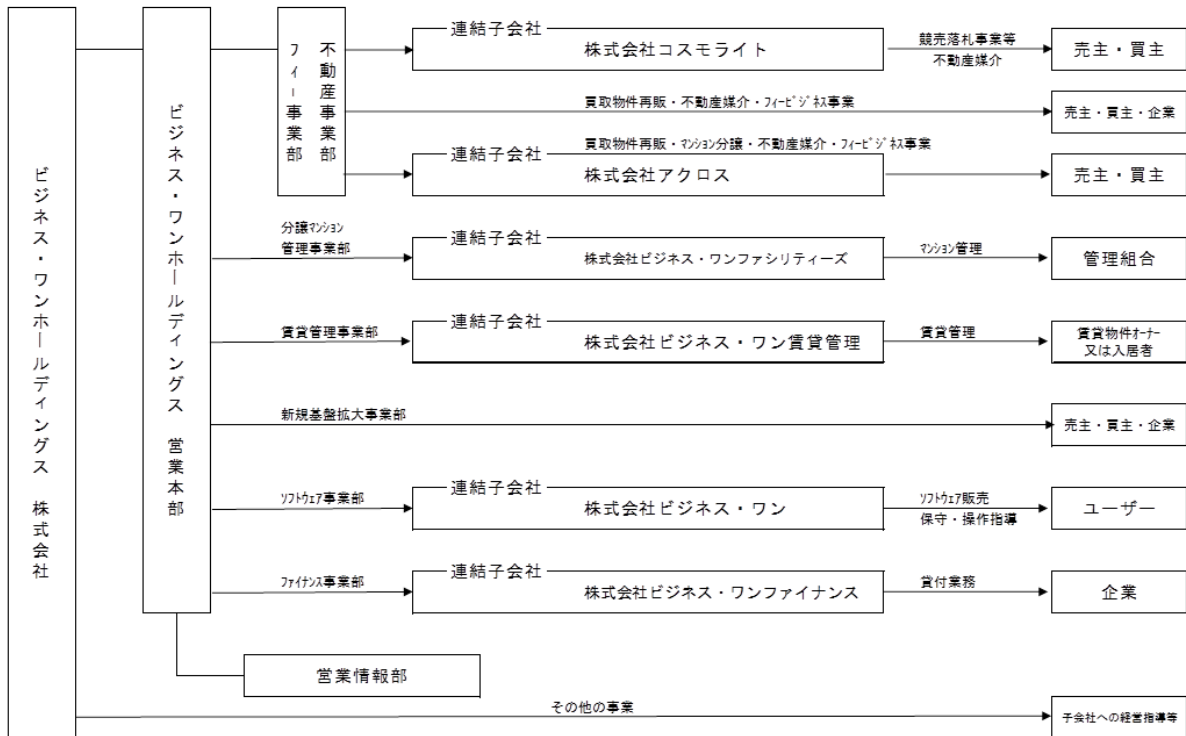 ビジネス・ワンホールディングス 株式会社
ビジネス・ワンホールディングス 営業本部
不動産事業部
フィー事業部
連結子会社
株式会社コスモライト
競売落札事業等
不動産媒介
売主・買主
買取物件再販・不動産媒介・フィービジネス事業
売主・買主・企業
買取物件再販・マンション分譲・不動産媒介・フィービジネス事業
連結子会社
株式会社アクロス
売主・買主
分譲マンション
管理事業部
連結子会社
株式会社ビジネス・ワンファシリティーズ
マンション管理
管理組合
賃貸管理事業部
連結子会社
株式会社ビジネス・ワン賃貸管理
賃貸管理
賃貸物件オーナー
又は入居者
新規基盤拡大事業部
売主・買主・企業
ソフトウェア事業部
連結子会社
株式会社ビジネス・ワン
ソフトウェア販売
保守・操作指導
ユーザー
ファイナンス事業部
連結子会社
株式会社ビジネス・ワンファイナンス
貸付業務
企業
営業情報部
その他の事業
子会社への経営指導等